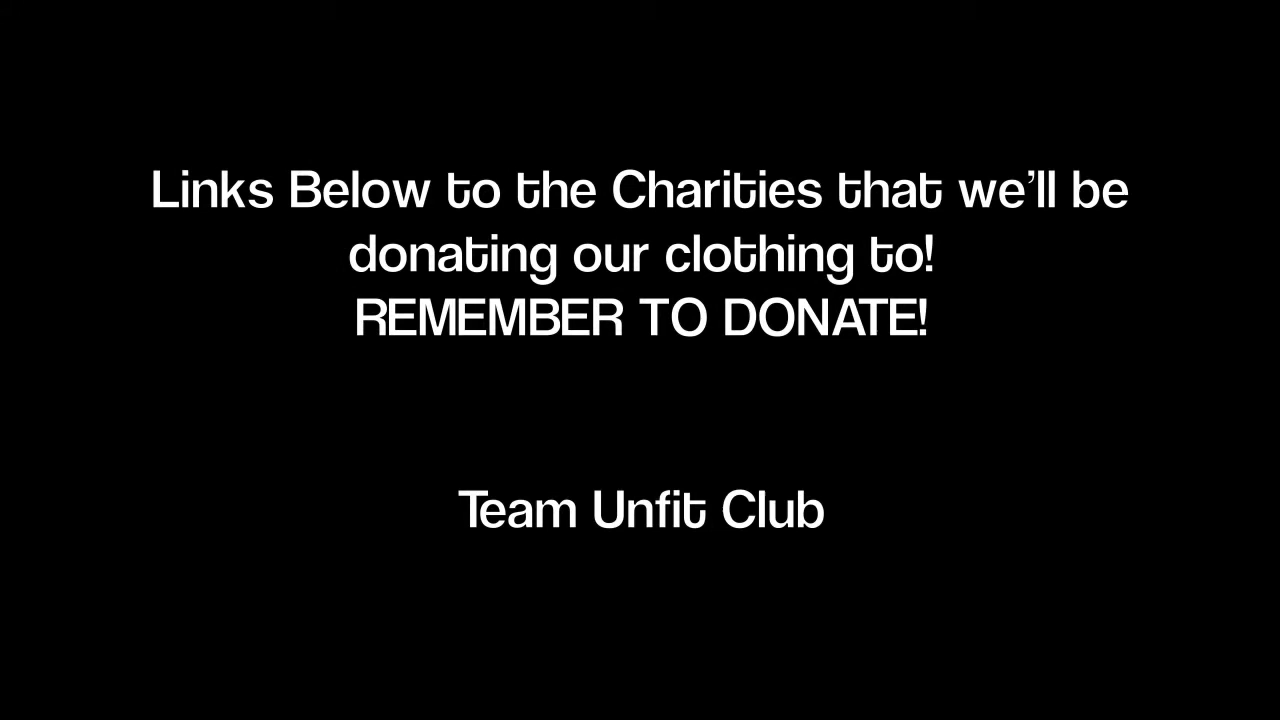 Links Below to the Charities that we’ll be
donating our clothing to!
REMEMBER TO DONATE!
Team Unfit Club